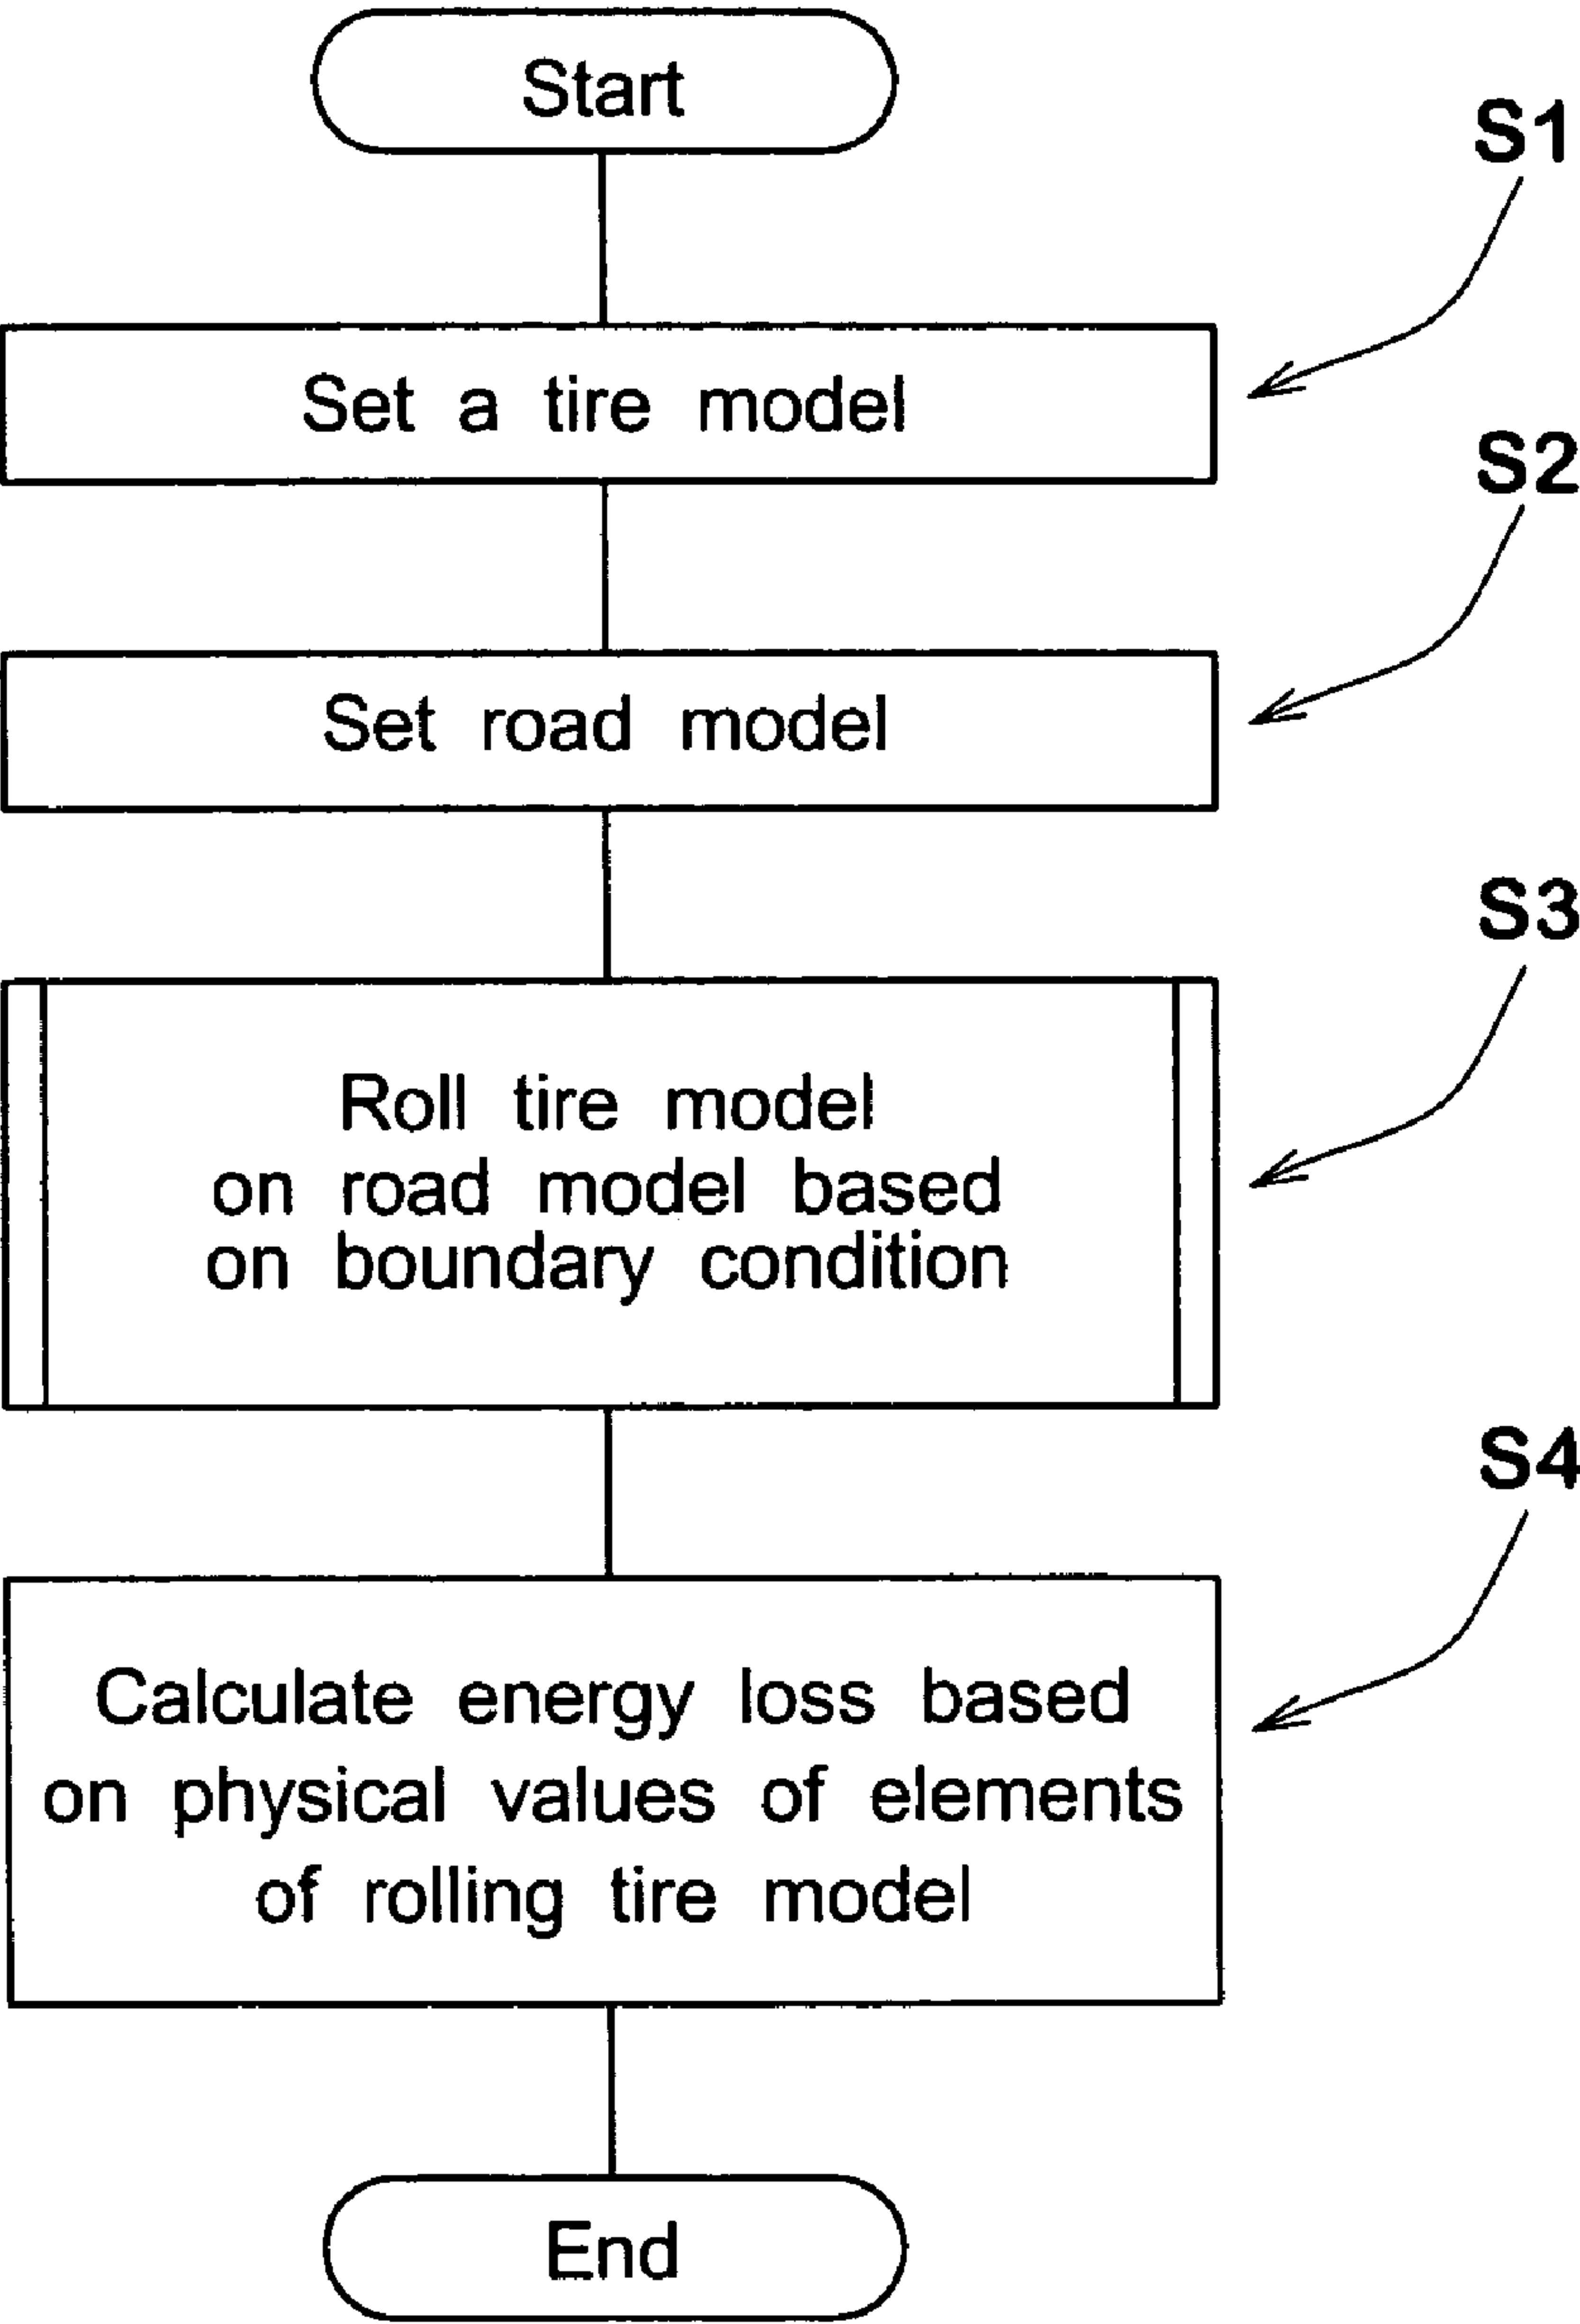 Start
S1
Set a tire model
S2
Set road model
S3
Roll tire model
on road model based
on boundary condition
S4
Calculate energy loss based
on physical values of elements
of rolling tire model
End